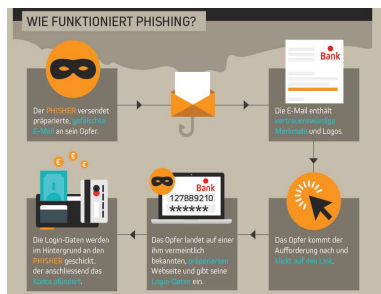 WIE FUNKTIONIERT PHISHING?
Der PHISHER versendet
präparierte, gefälschte
E-Mail an sein Opfer.
Bank
Die E-Mail enthält
vertrauenswürdige
Merkmale und Logos.
Das Opfer kommt der
Aufforderung nach und
klickt auf den Link.
Bank
127889210
******
Das Opfer landet auf einer
ihm vermeintlich
bekannten, präparierten
Webseite und gibt seine
Login-Daten ein.
€ € €
Die Login-Daten werden
im Hintergrund an den
PHISHER geschickt,
der anschliessend das
Konto plündert.